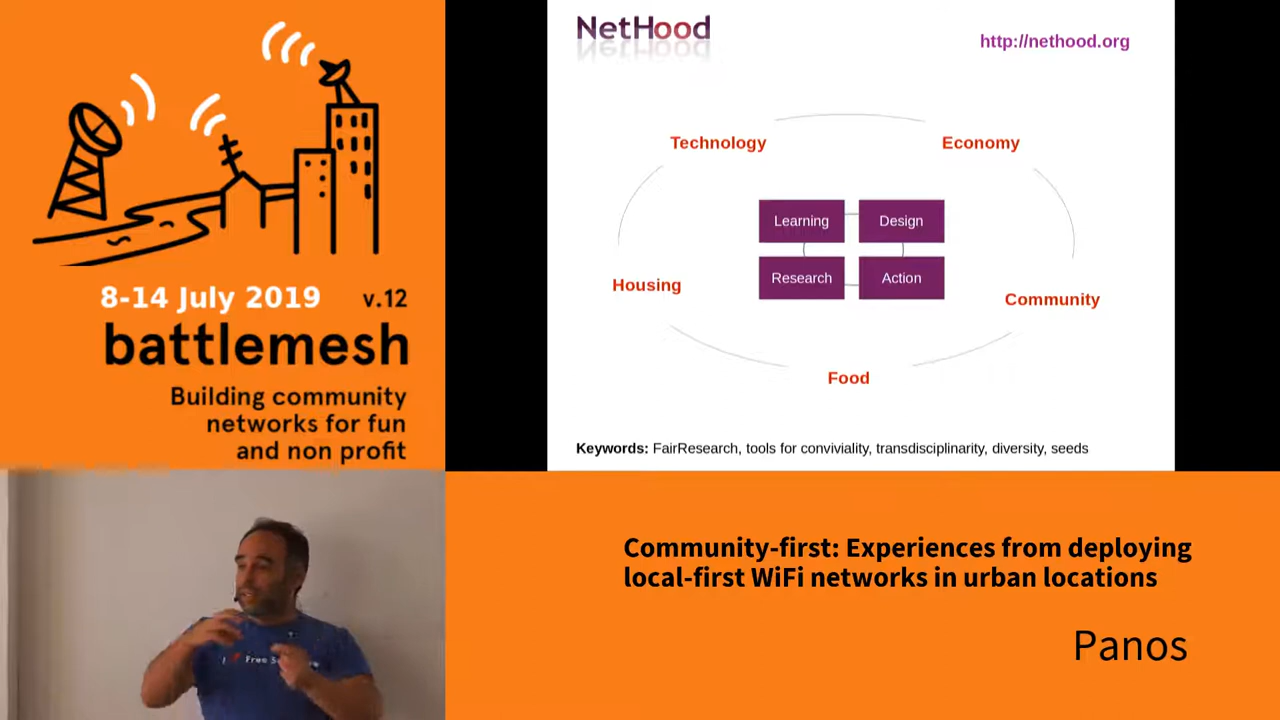 8-14 July 2019 v.12
battlemesh
Building community
networks for fun
and non profit
NetHood
http://nethood.org
Technology
Economy
Learning
Design
Research
Action
Housing
Community
Food
Keywords: FairResearch, tools for conviviality, transdisciplinarity, diversity, seeds
Community-first: Experiences from deploying
local-first WiFi networks in urban locations
Panos
I Free